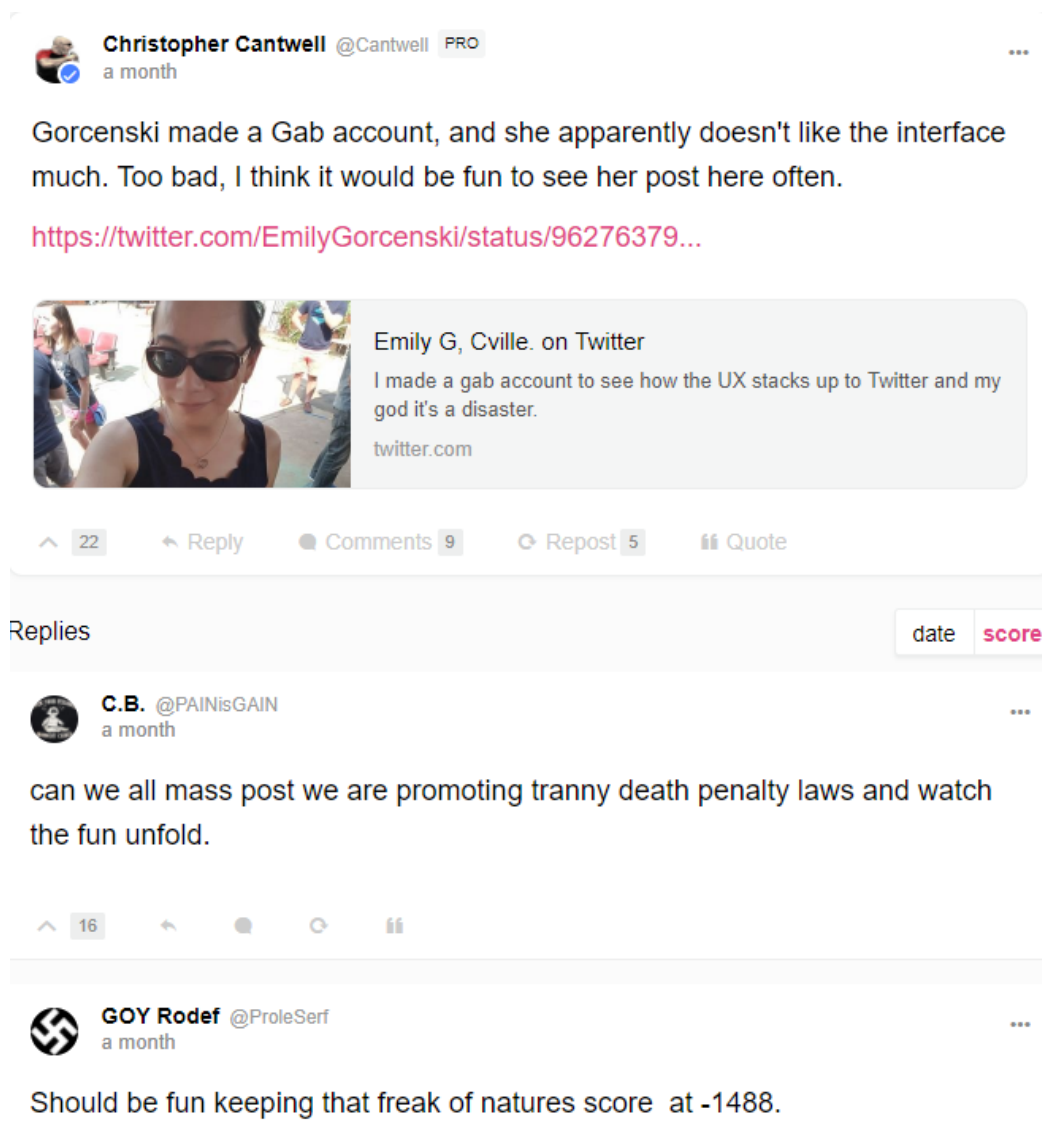 Christopher Cantwell @Cantwell PRO
a month
Gorcenski made a Gab account, and she apparently doesn't like the interface
much. Too bad, I think it would be fun to see her post here often.
https://twitter.com/EmilyGorcenski/status/96276379...
Emily G, Cville. on Twitter
I made a gab account to see how the UX stacks up to Twitter and my
god it's a disaster.
twitter.com
22 Reply Comments 9 Repost 5 Quote
Replies date score
C.B. @PAINisGAIN
a month
can we all mass post we are promoting tranny death penalty laws and watch
the fun unfold.
16
GOY Rodef @ProleSerf
a month
Should be fun keeping that freak of natures score at -1488.